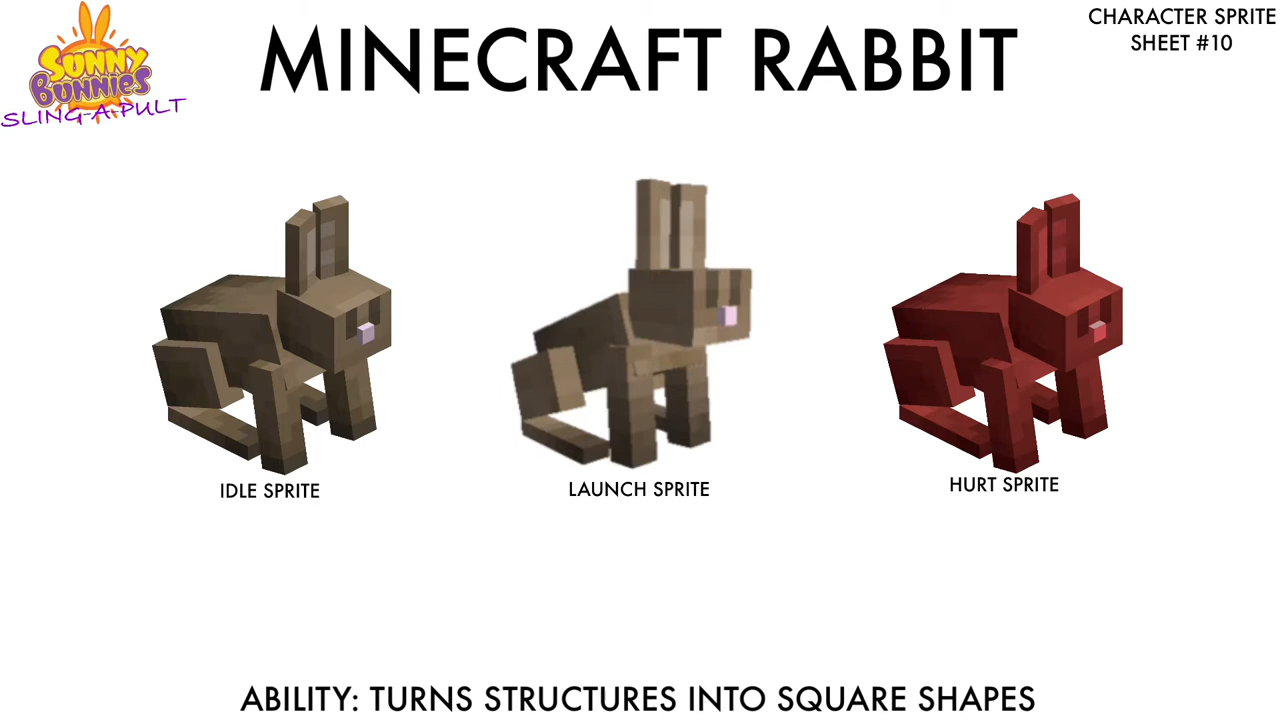 SUNNY
BUNNIES
SLING-A-PULT
MINECRAFT RABBIT
CHARACTER SPRITE
SHEET #10
IDLE SPRITE
LAUNCH SPRITE
HURT SPRITE
ABILITY: TURNS STRUCTURES INTO SQUARE SHAPES